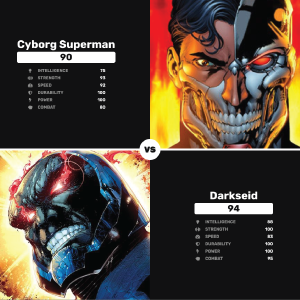 Cyborg Superman
90
INTELLIGENCE 75
STRENGTH 93
SPEED 92
DURABILITY 100
POWER 100
COMBAT 80
VS
Darkseid
94
INTELLIGENCE 88
STRENGTH 100
SPEED 83
DURABILITY 100
POWER 100
COMBAT 95